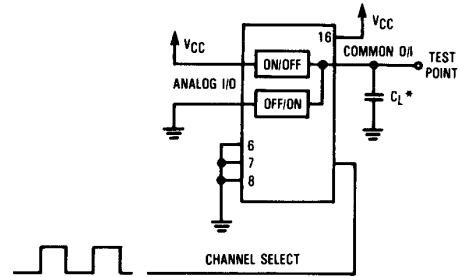 VCC
VCC
16
COMMON O/I
ON/OFF
TEST
POINT
ANALOG I/O
OFF/ON
CL*
6
7
8
CHANNEL SELECT